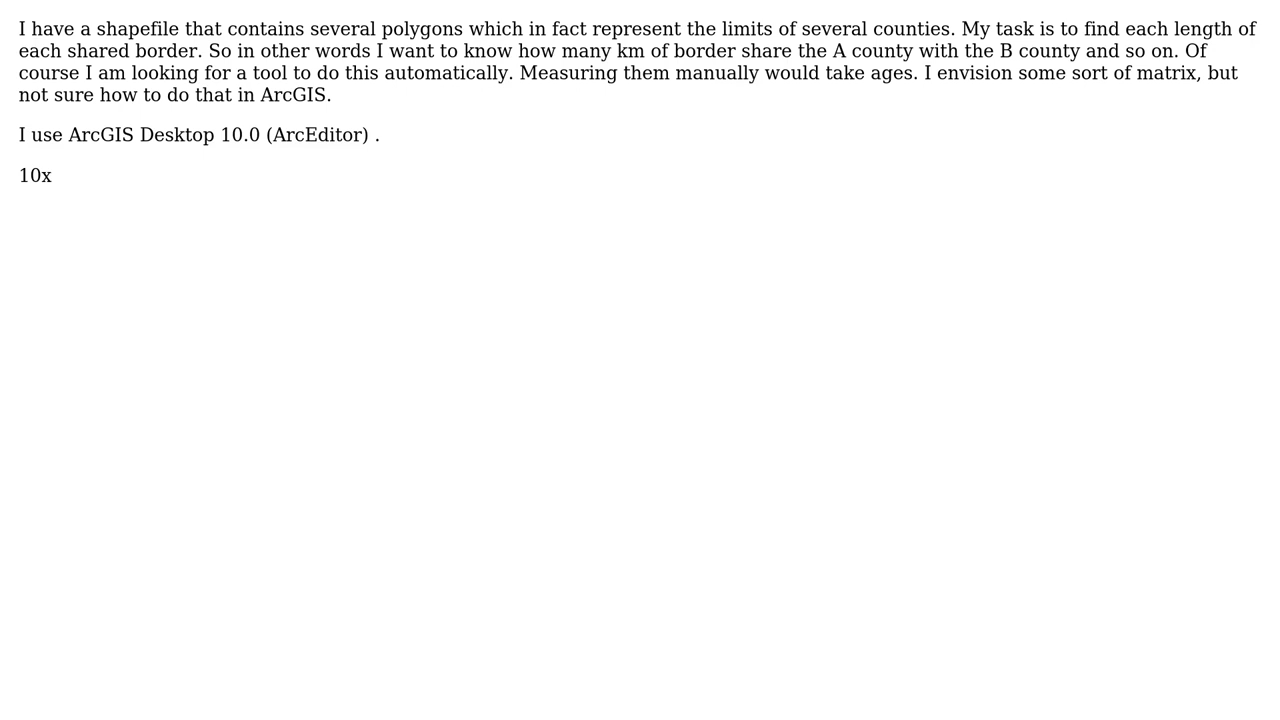 I have a shapefile that contains several polygons which in fact represent the limits of several counties. My task is to find each length of
each shared border. So in other words I want to know how many km of border share the A county with the B county and so on. Of
course I am looking for a tool to do this automatically. Measuring them manually would take ages. I envision some sort of matrix, but
not sure how to do that in ArcGIS.
I use ArcGIS Desktop 10.0 (ArcEditor) .
10x